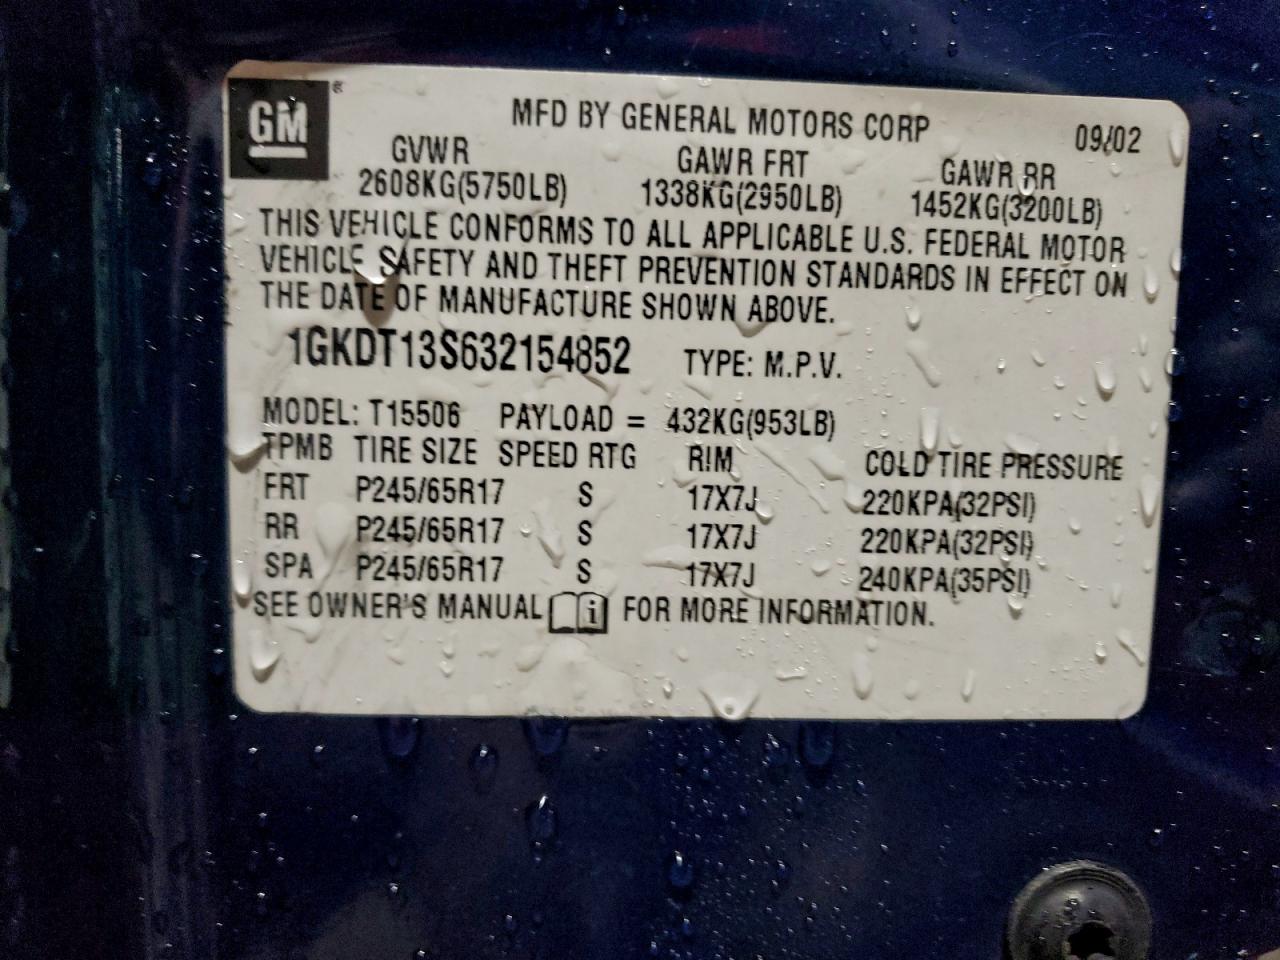 GM ®
MFD BY GENERAL MOTORS CORP 09/02
GVWR GAWR FRT GAWR RR
2608KG(5750LB) 1338KG(2950LB) 1452KG(3200LB)
THIS VEHICLE CONFORMS TO ALL APPLICABLE U.S. FEDERAL MOTOR
VEHICLE SAFETY AND THEFT PREVENTION STANDARDS IN EFFECT ON
THE DATE OF MANUFACTURE SHOWN ABOVE.
1GKDT13S632154852 TYPE: M.P.V.
MODEL: T15506 PAYLOAD = 432KG(953LB)
TPMB TIRE SIZE SPEED RTG RIM COLD TIRE PRESSURE
FRT P245/65R17 S 17X7J 220KPA(32PSI)
RR P245/65R17 S 17X7J 220KPA(32PSI)
SPA P245/65R17 S 17X7J 240KPA(35PSI)
SEE OWNER'S MANUAL i FOR MORE INFORMATION.